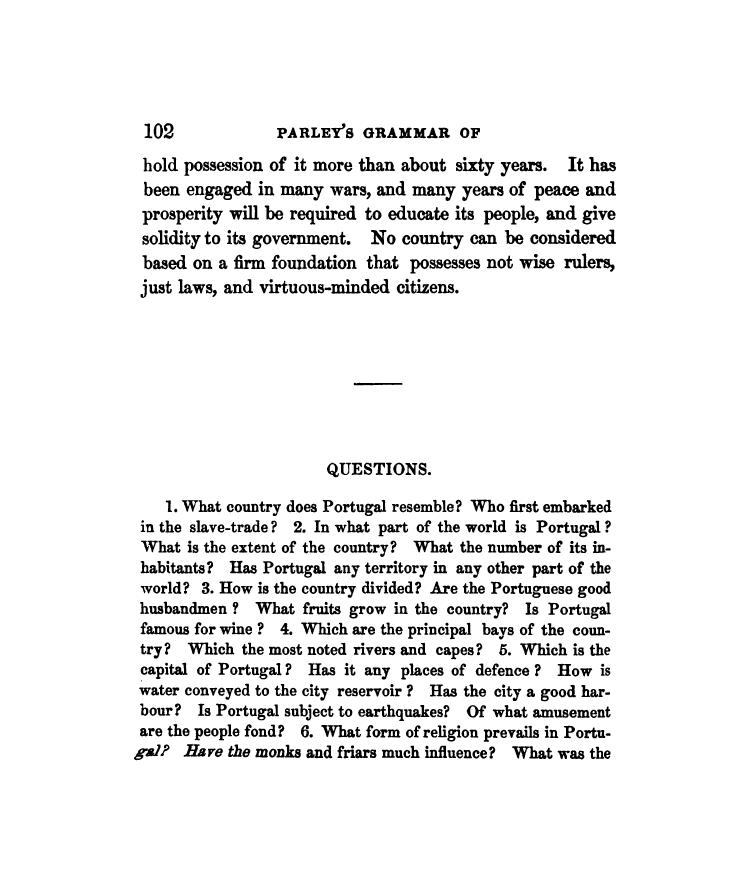 102 PARLEY'S GRAMMAR OF
hold possession of it more than about sixty years. It has
been engaged in many wars, and many years of peace and
prosperity will be required to educate its people, and give
solidity to its government. No country can be considered
based on a firm foundation that possesses not wise rulers,
just laws, and virtuous-minded citizens.
QUESTIONS.
1. What country does Portugal resemble? Who first embarked
in the slave-trade? 2. In what part of the world is Portugal?
What is the extent of the country? What the number of its in-
habitants? Has Portugal any territory in any other part of the
world? 3. How is the country divided? Are the Portuguese good
husbandmen? What fruits grow in the country? Is Portugal
famous for wine? 4. Which are the principal bays of the coun-
try? Which the most noted rivers and capes? 5. Which is the
capital of Portugal? Has it any places of defence? How is
water conveyed to the city reservoir? Has the city a good har-
bour? Is Portugal subject to earthquakes? Of what amusement
are the people fond? 6. What form of religion prevails in Portu-
gal? Have the monks and friars much influence? What was the